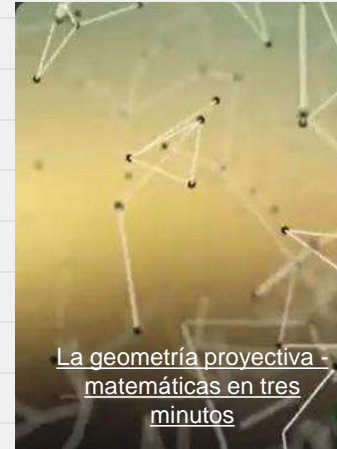 La geometría proyectiva -
matemáticas en tres
minutos